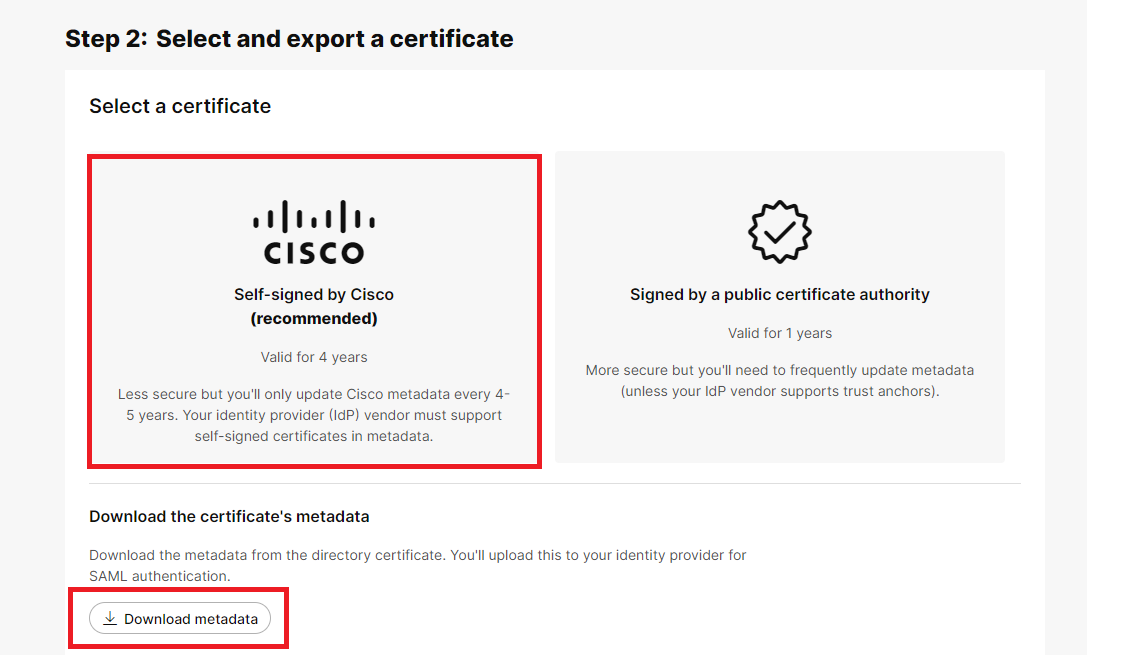 Step 2: Select and export a certificate
Select a certificate
CISCO
Self-signed by Cisco
(recommended)
Valid for 4 years
Less secure but you'll only update Cisco metadata every 4-
5 years. Your identity provider (IdP) vendor must support
self-signed certificates in metadata.
Signed by a public certificate authority
Valid for 1 years
More secure but you'll need to frequently update metadata
(unless your IdP vendor supports trust anchors).
Download the certificate's metadata
Download the metadata from the directory certificate. You'll upload this to your identity provider for
SAML authentication.
Download metadata